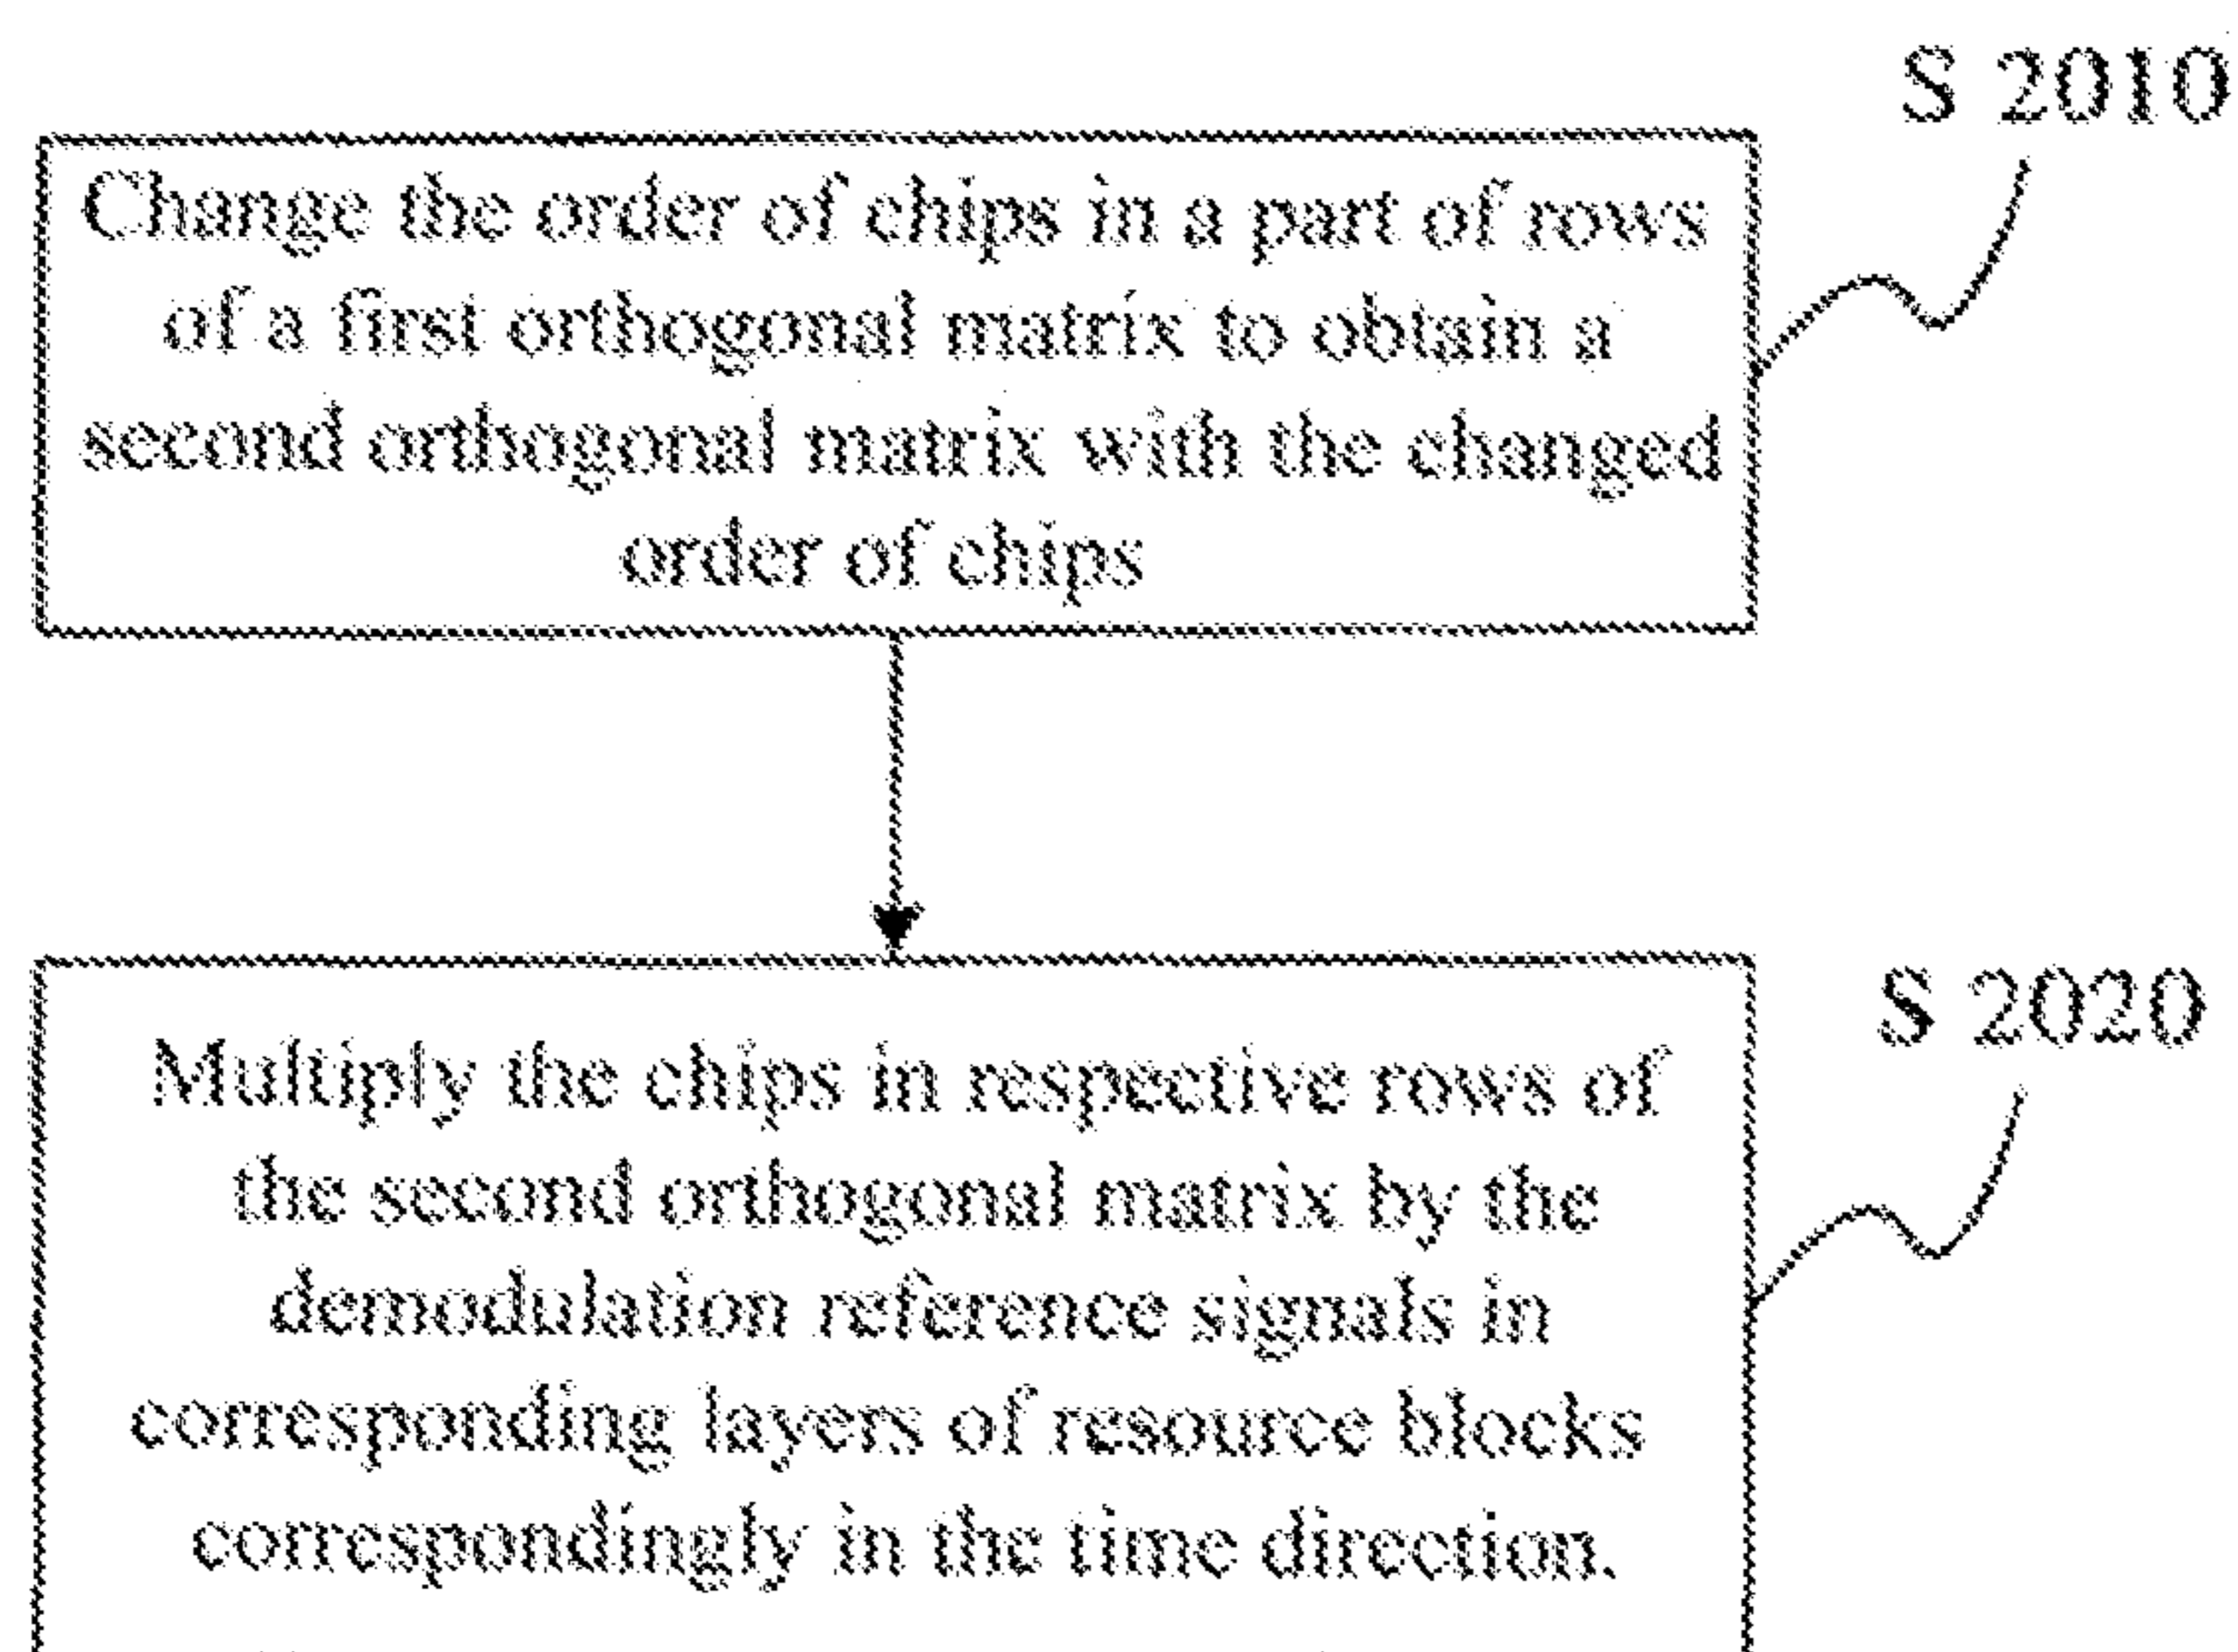 S 2010
Change the order of chips in a part of rows
of a first orthogonal matrix to obtain a
second orthogonal matrix with the changed
order of chips
S 2020
Multiply the chips in respective rows of
the second orthogonal matrix by the
demodulation reference signals in
corresponding layers of resource blocks
correspondingly in the time direction.